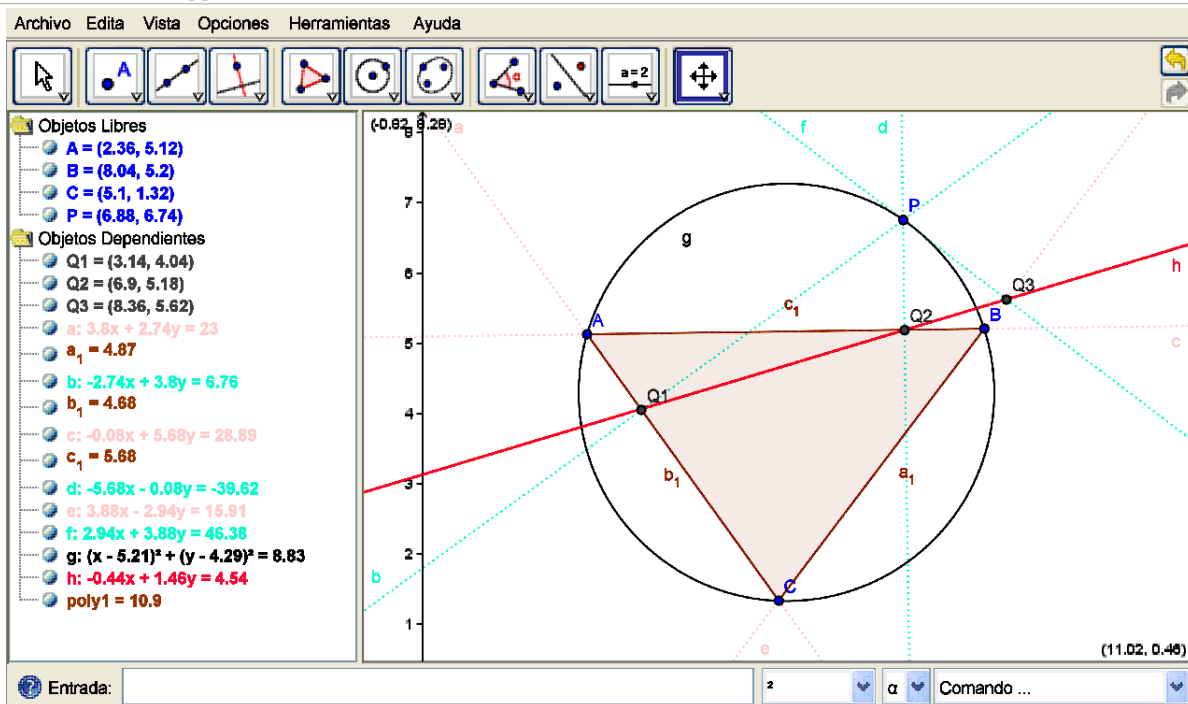 Archivo Edita Vista Opciones Herramientas Ayuda
A
α
a = 2
Objetos Libres
A = (2.36, 5.12)
B = (8.04, 5.2)
C = (5.1, 1.32)
P = (6.88, 6.74)
Objetos Dependientes
Q1 = (3.14, 4.04)
Q2 = (6.9, 5.18)
Q3 = (8.36, 5.62)
a: 3.8x + 2.74y = 23
a₁ = 4.87
b: -2.74x + 3.8y = 6.76
b₁ = 4.68
c: -0.08x + 5.68y = 28.89
c₁ = 5.68
d: -5.68x - 0.08y = -39.62
e: 3.88x - 2.94y = 15.91
f: 2.94x + 3.88y = 46.38
g: (x - 5.21)² + (y - 4.29)² = 8.83
h: -0.44x + 1.46y = 4.54
poly1 = 10.9
(-0.82, 8.28)
8
a
f
d
7
P
g
6
h
Q3
c₁
A
Q2
B
5
c
Q1
4
b₁
a₁
3
2
b
C
1
e
(11.02, 0.46)
Entrada:
²
α
Comando ...